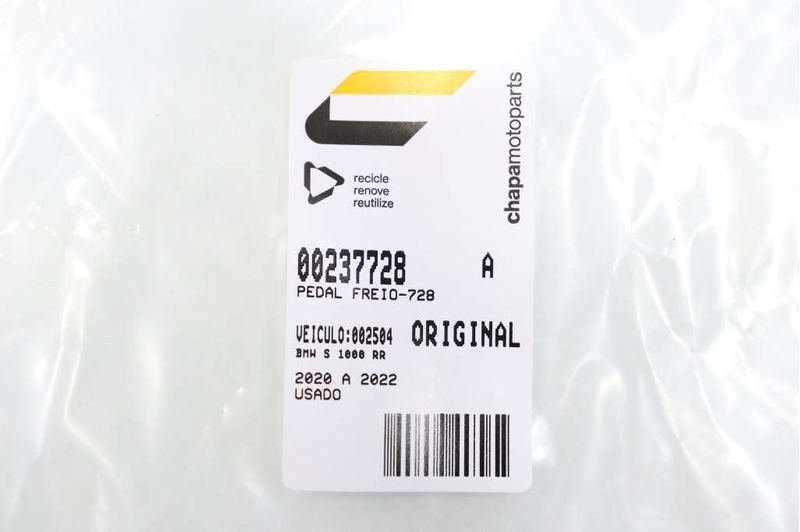 chapamotoparts
recicle
renove
reutilize
00237728 A
PEDAL FREIO-728
VEICULO:002504 ORIGINAL
BMW S 1000 RR
2020 A 2022
USADO